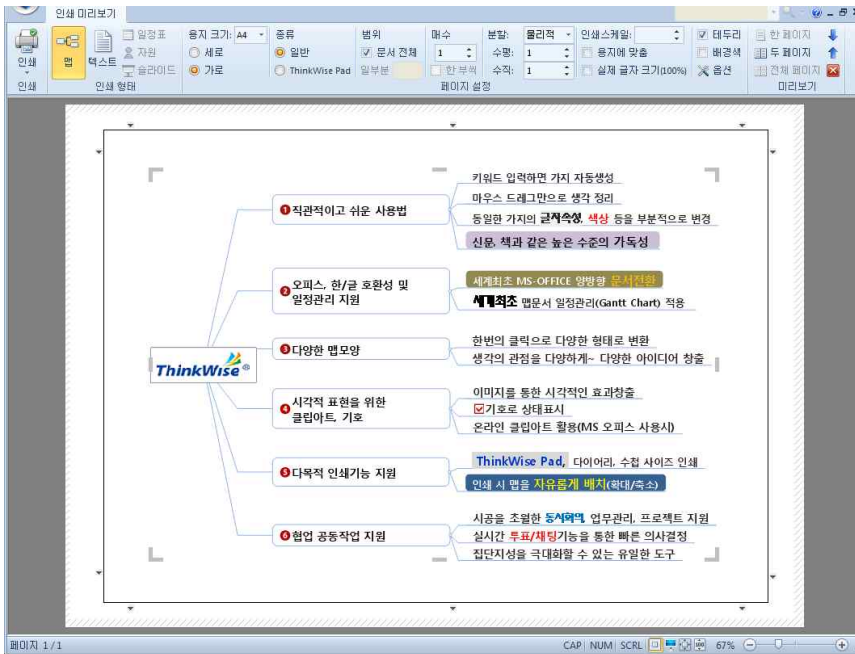 인쇄 미리보기
인쇄
맵
텍스트
일정표
자원
슬라이드
용지 크기: A4
세로
가로
종류
일반
ThinkWise Pad
범위
문서 전체
일부분
매수
1
한 부씩
분할: 물리적
수평: 1
수직: 1
인쇄스케일:
용지에 맞춤
실제 글자 크기(100%)
테두리
배경색
옵션
한 페이지
두 페이지
전체 페이지
인쇄
인쇄 형태
페이지 설정
미리보기
ThinkWise®
1 직관적이고 쉬운 사용법
키워드 입력하면 가지 자동생성
마우스 드레그만으로 생각 정리
동일한 가지의 글자속성, 색상 등을 부분적으로 변경
신문, 책과 같은 높은 수준의 가독성
2 오피스, 한/글 호환성 및
일정관리 지원
세계최초 MS-OFFICE 양방향 문서전환
세계최초 맵문서 일정관리(Gantt Chart) 적용
3 다양한 맵모양
한번의 클릭으로 다양한 형태로 변환
생각의 관점을 다양하게~ 다양한 아이디어 창출
4 시각적 표현을 위한
클립아트, 기호
이미지를 통한 시각적인 효과창출
기호로 상태표시
온라인 클립아트 활용(MS 오피스 사용시)
5 다목적 인쇄기능 지원
ThinkWise Pad, 다이어리, 수첩 사이즈 인쇄
인쇄 시 맵을 자유롭게 배치(확대/축소)
6 협업 공동작업 지원
시공을 초월한 동시회의, 업무관리, 프로젝트 지원
실시간 투표/채팅기능을 통한 빠른 의사결정
집단지성을 극대화할 수 있는 유일한 도구
페이지 1/1
CAP NUM SCRL 67%